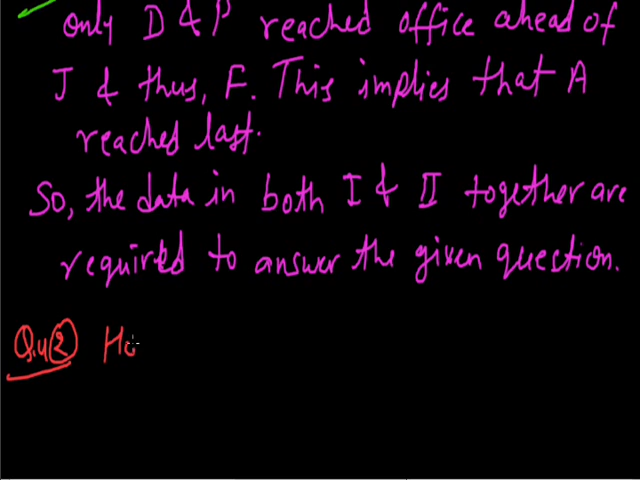 only D & P reached office ahead of
J & thus, F. This implies that A
reached last.
So, the data in both I & II together are
required to answer the given question.
Qu② Ho